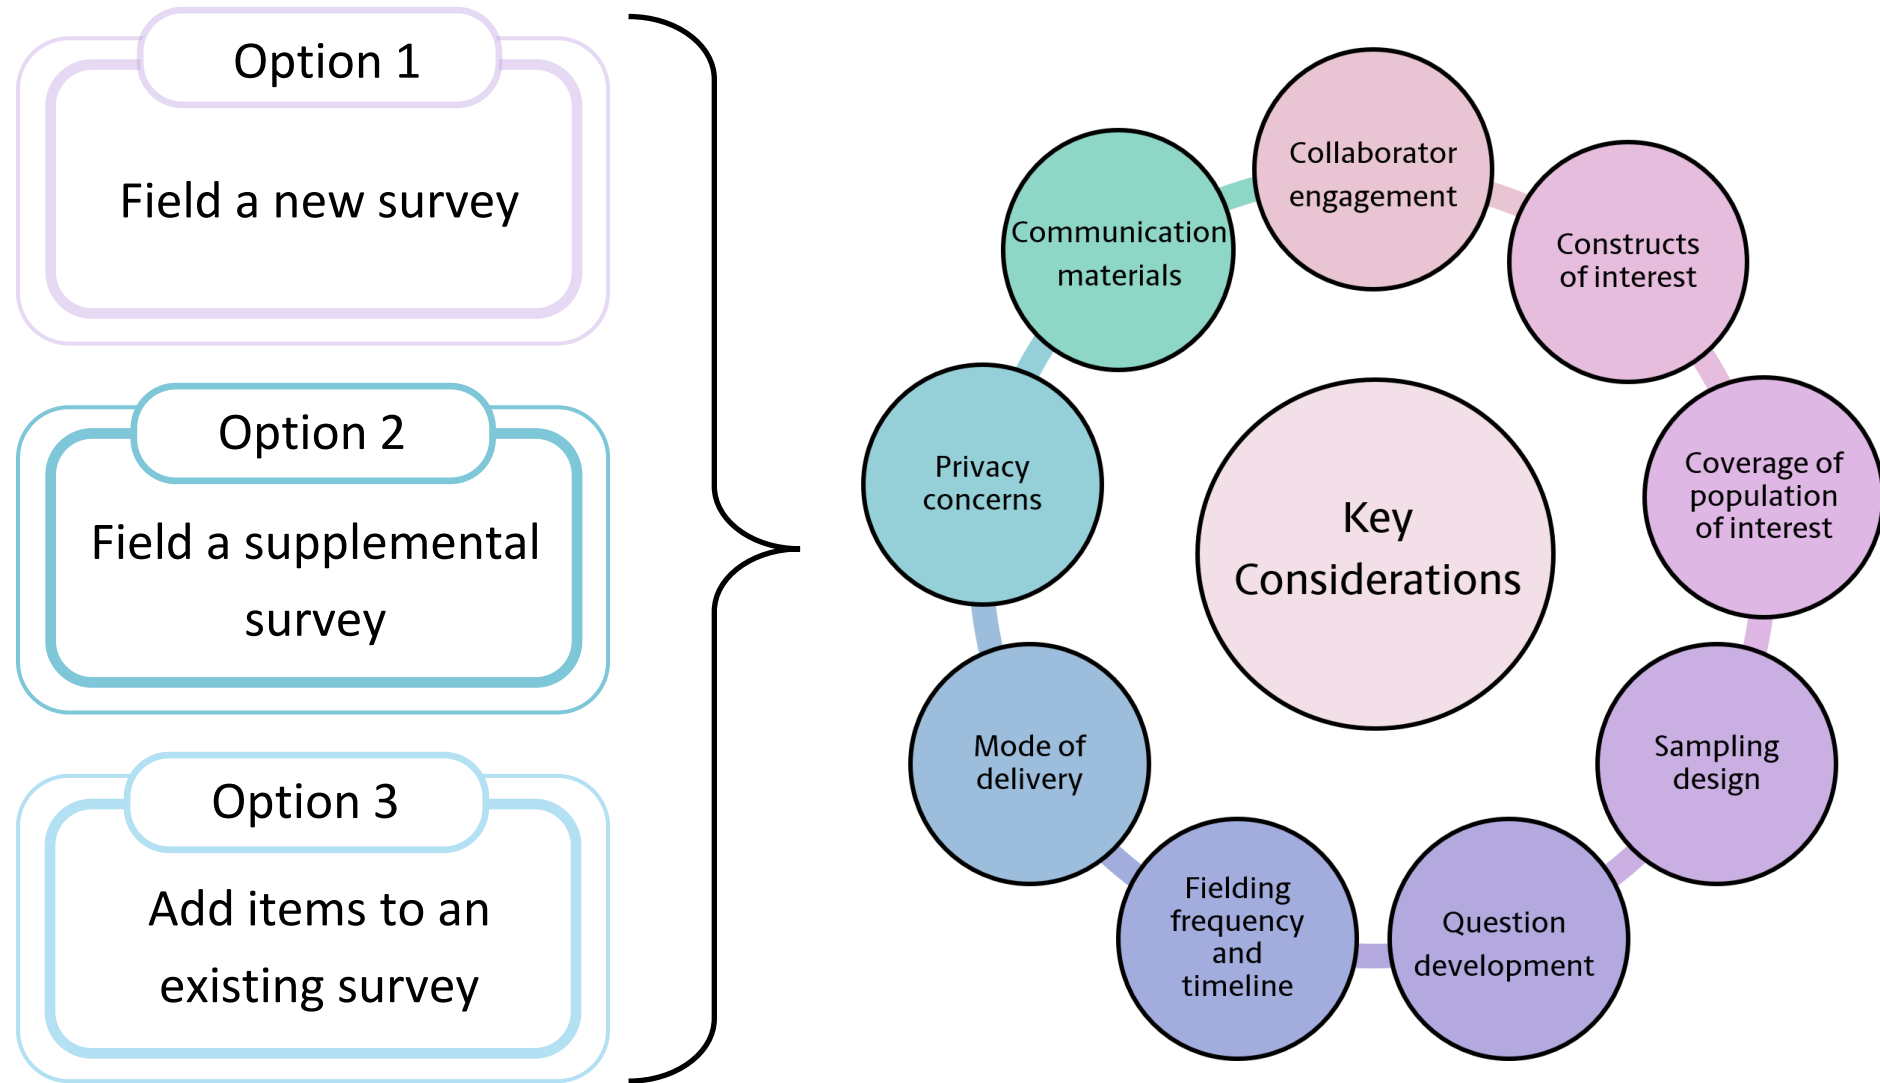 Option 1
Field a new survey
Option 2
Field a supplemental
survey
Option 3
Add items to an
existing survey
Key
Considerations
Collaborator
engagement
Constructs
of interest
Coverage of
population
of interest
Sampling
design
Question
development
Fielding
frequency
and
timeline
Mode of
delivery
Privacy
concerns
Communication
materials